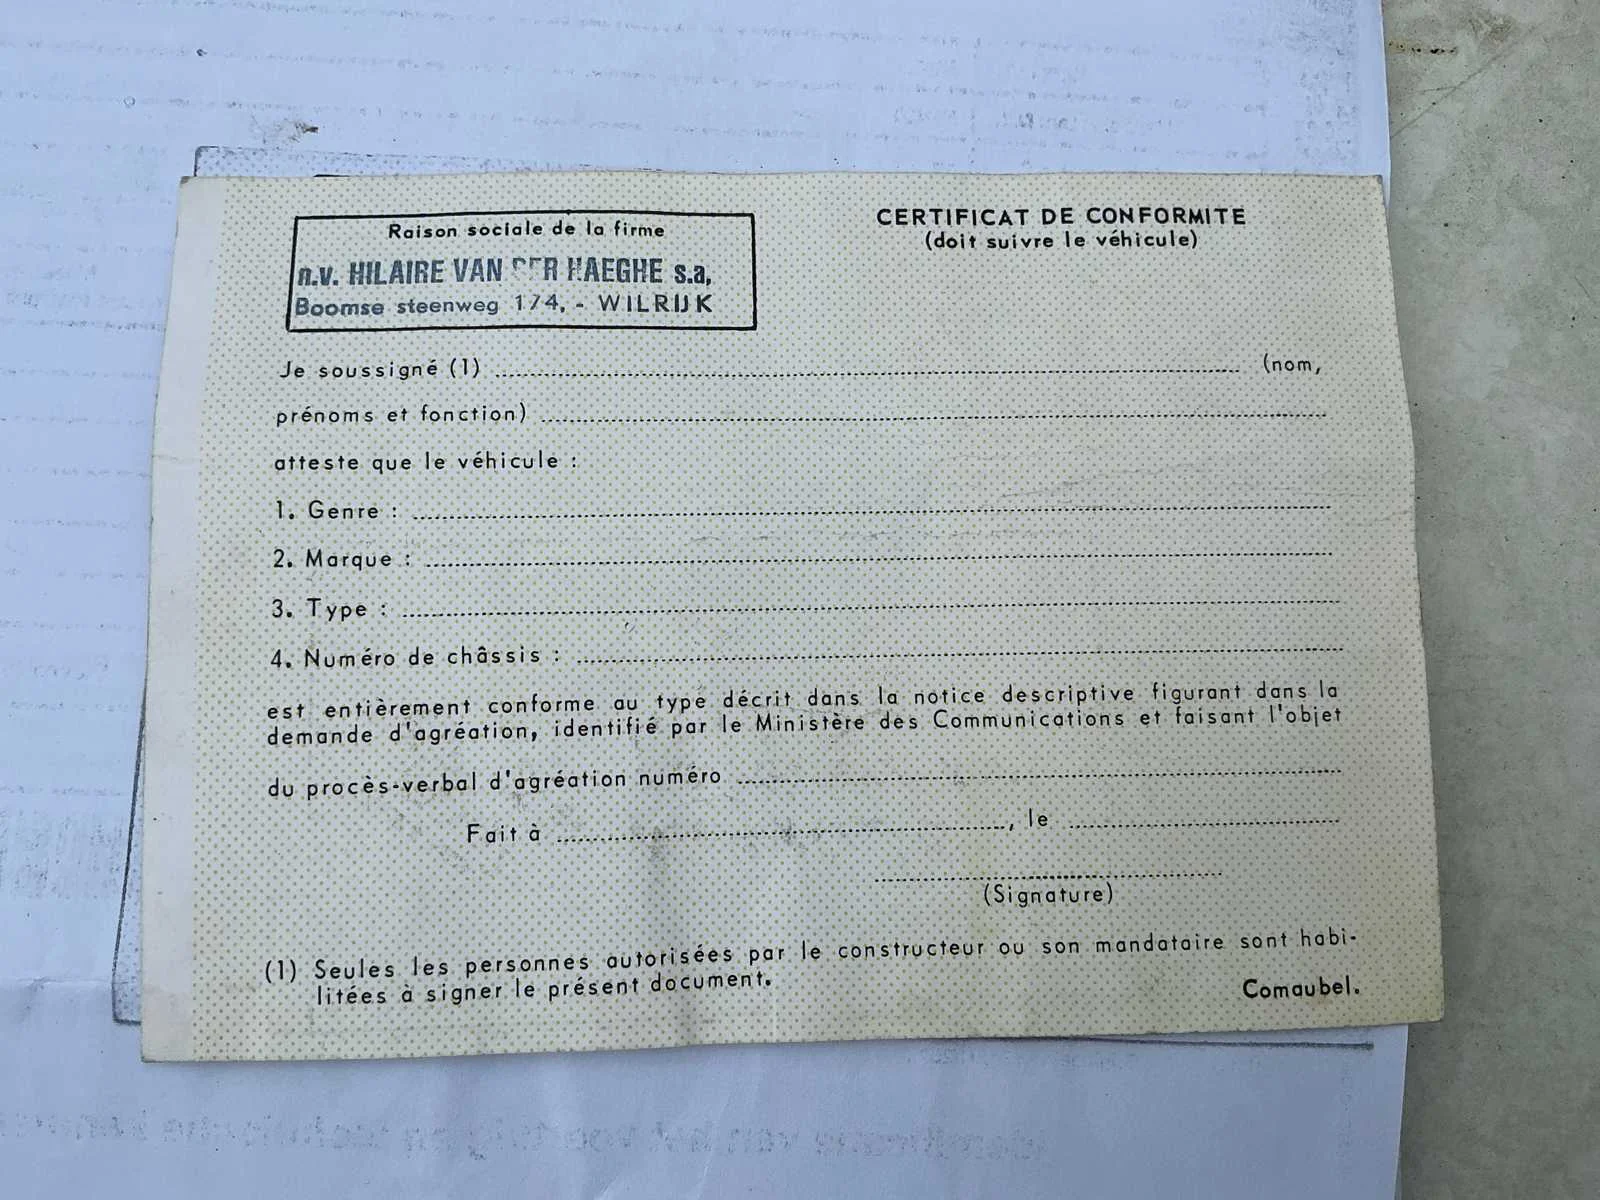 Raison sociale de la firme
n.v. HILAIRE VAN DER HAEGHE s.a,
Boomse steenweg 174, - WILRIJK
CERTIFICAT DE CONFORMITE
(doit suivre le véhicule)
Je soussigné (1) (nom,
prénoms et fonction)
atteste que le véhicule :
1. Genre :
2. Marque :
3. Type :
4. Numéro de châssis :
est entièrement conforme au type décrit dans la notice descriptive figurant dans la
demande d'agréation, identifié par le Ministère des Communications et faisant l'objet
du procès-verbal d'agréation numéro
Fait à , le
(Signature)
(1) Seules les personnes autorisées par le constructeur ou son mandataire sont habi-
litées à signer le présent document.
Comaubel.